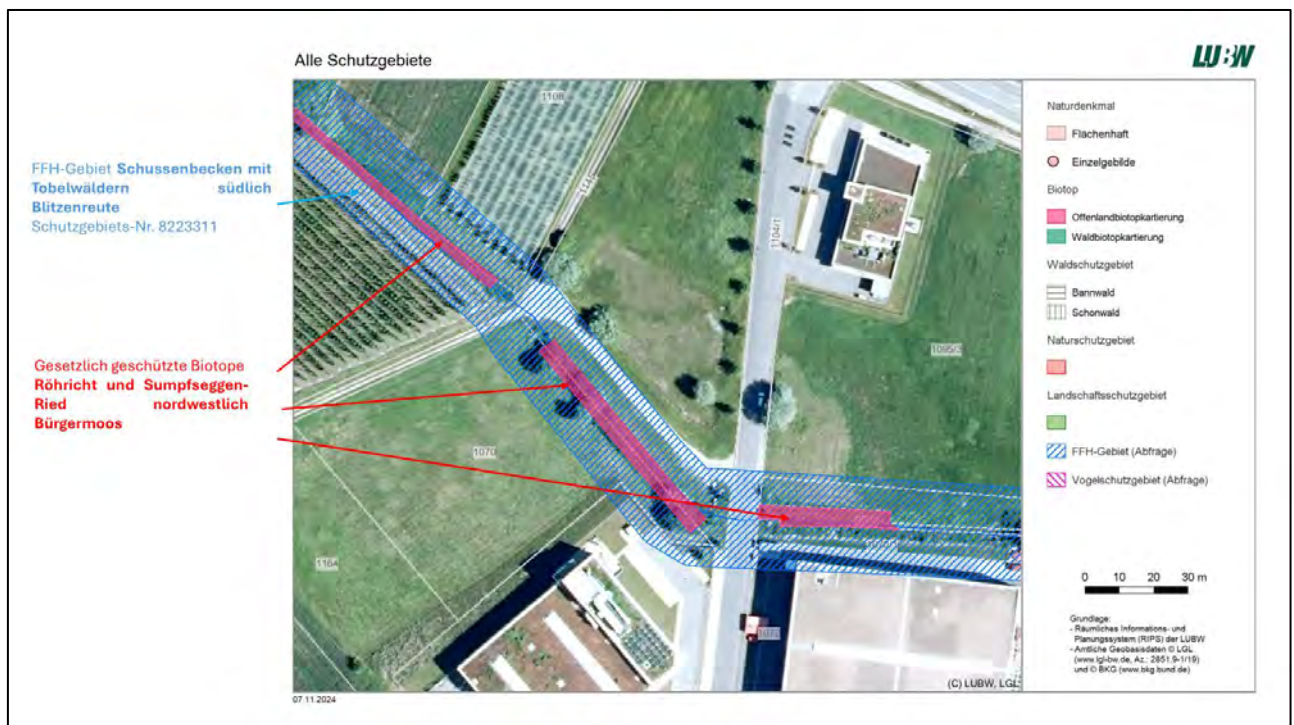 Alle Schutzgebiete
LUBW
FFH-Gebiet Schussenbecken mit
Tobelwäldern südlich
Blitzenreute
Schutzgebiets-Nr. 8223311
Gesetzlich geschützte Biotope
Röhricht und Sumpfseggen-
Ried nordwestlich
Bürgermoos
1108
1104/1
1095/3
1070
1164
Naturdenkmal
Flächenhaft
Einzelgebilde
Biotop
Offenlandbiotopkartierung
Waldbiotopkartierung
Waldschutzgebiet
Bannwald
Schonwald
Naturschutzgebiet
Landschaftsschutzgebiet
FFH-Gebiet (Abfrage)
Vogelschutzgebiet (Abfrage)
0 10 20 30 m
Grundlage:
- Räumliches Informations- und
Planungssystem (RIPS) der LUBW
- Amtliche Geobasisdaten © LGL
(www.lgl-bw.de, Az.: 2851.9-1/19)
und © BKG (www.bkg.bund.de)
(C) LUBW, LGL
07.11.2024